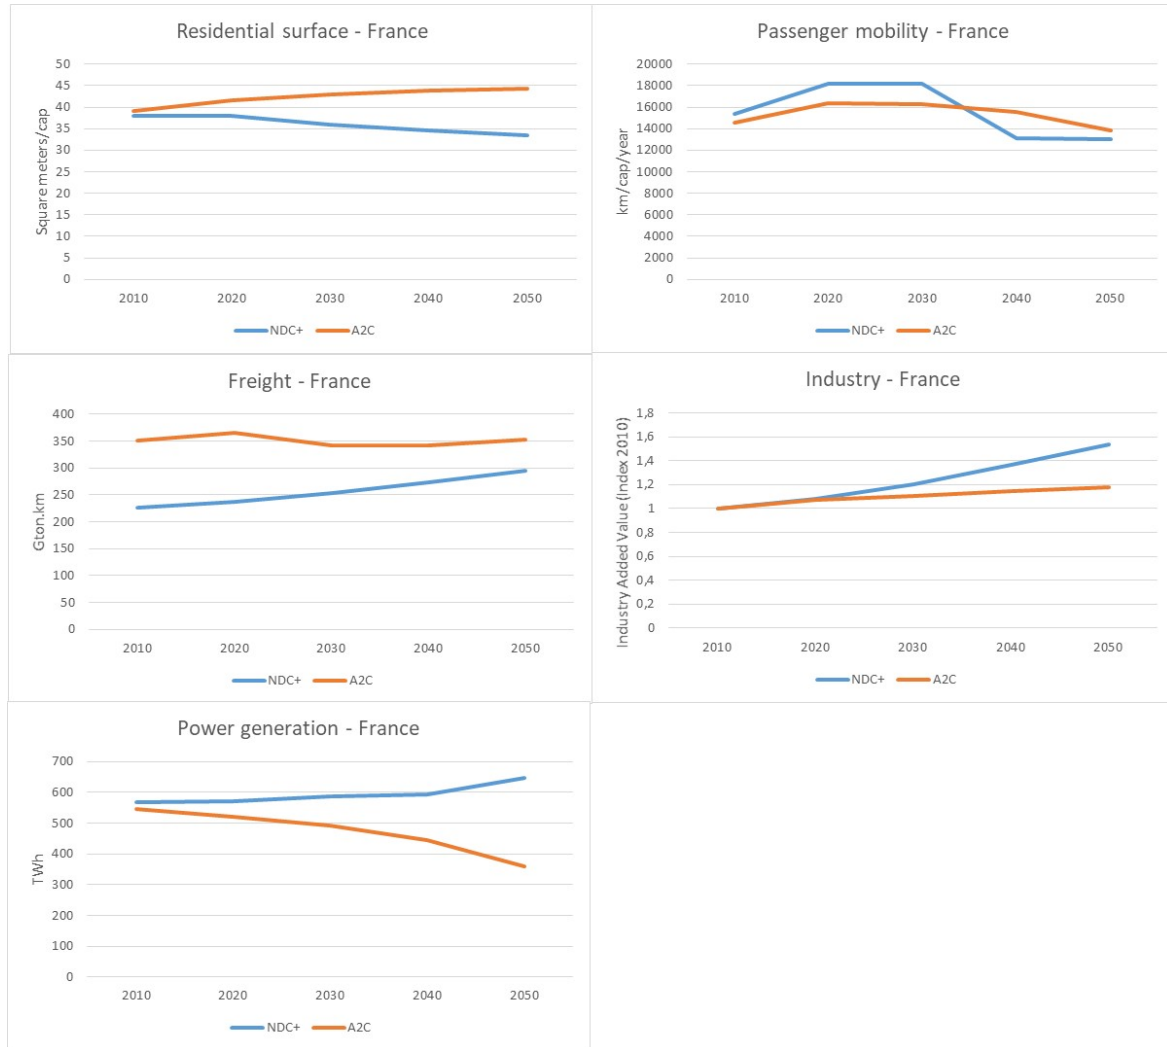 Residential surface - France
Square meters/cap
50
45
40
35
30
25
20
15
10
5
0
2010 2020 2030 2040 2050
NDC+ A2C
Passenger mobility - France
km/cap/year
20000
18000
16000
14000
12000
10000
8000
6000
4000
2000
0
2010 2020 2030 2040 2050
NDC+ A2C
Freight - France
Gton.km
400
350
300
250
200
150
100
50
0
2010 2020 2030 2040 2050
NDC+ A2C
Industry - France
Industry Added Value (Index 2010)
1,8
1,6
1,4
1,2
1
0,8
0,6
0,4
0,2
0
2010 2020 2030 2040 2050
NDC+ A2C
Power generation - France
TWh
700
600
500
400
300
200
100
0
2010 2020 2030 2040 2050
NDC+ A2C